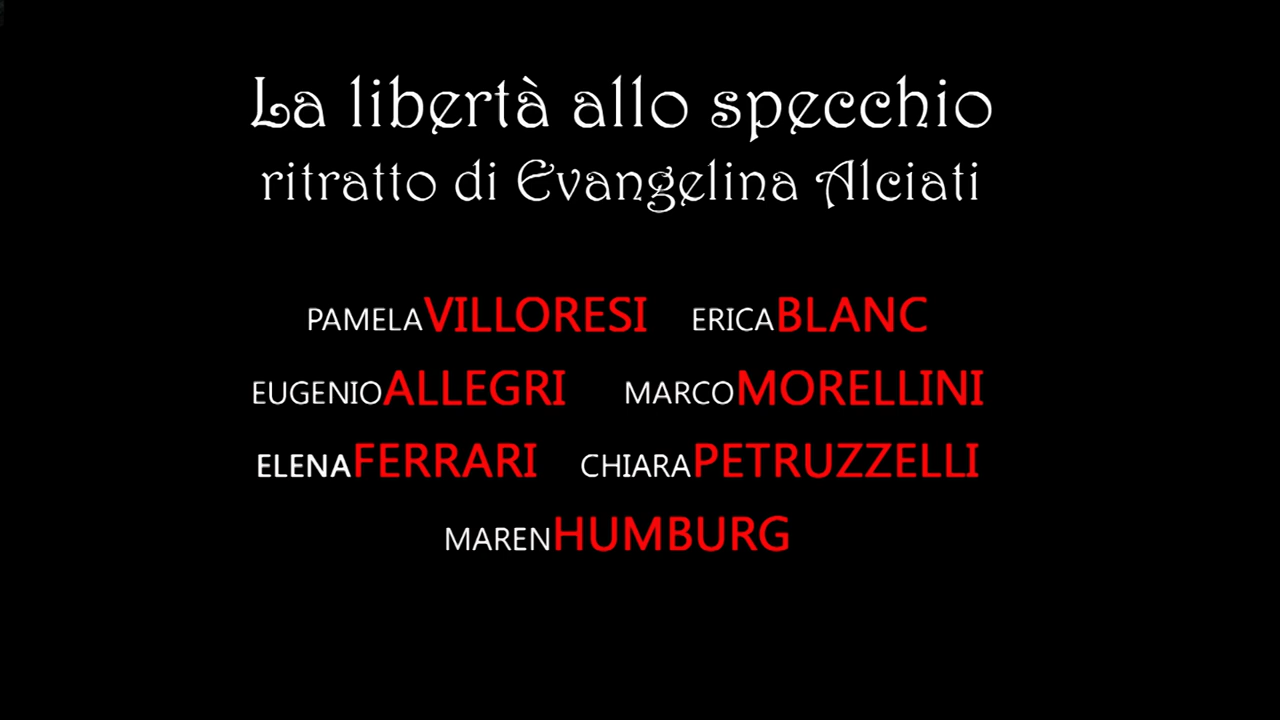 La libertà allo specchio
ritratto di Evangelina Alciati
PAMELAVILLORESI ERICABLANC
EUGENIOALLEGRI MARCOMORELLINI
ELENAFERRARI CHIARAPETRUZZELLI
MARENHUMBURG